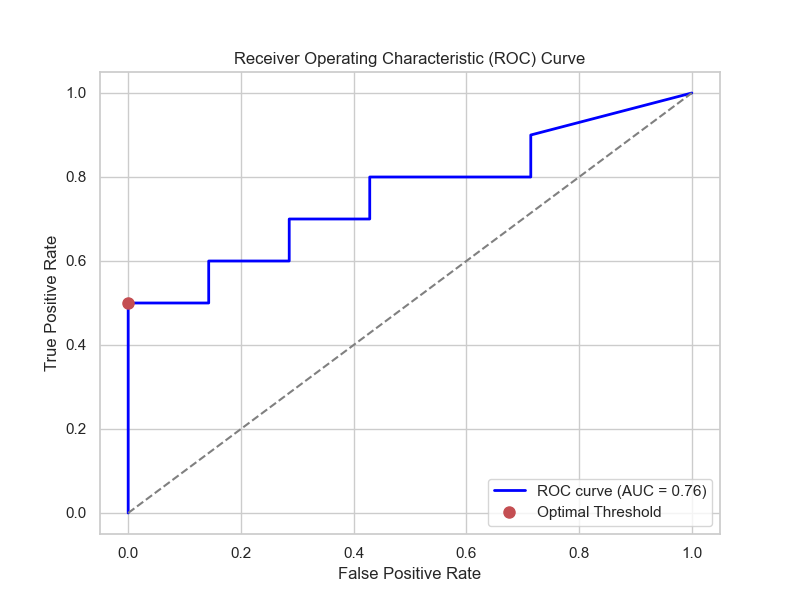 Receiver Operating Characteristic (ROC) Curve
True Positive Rate
1.0
0.8
0.6
0.4
0.2
0.0
ROC curve (AUC = 0.76)
Optimal Threshold
0.0 0.2 0.4 0.6 0.8 1.0
False Positive Rate